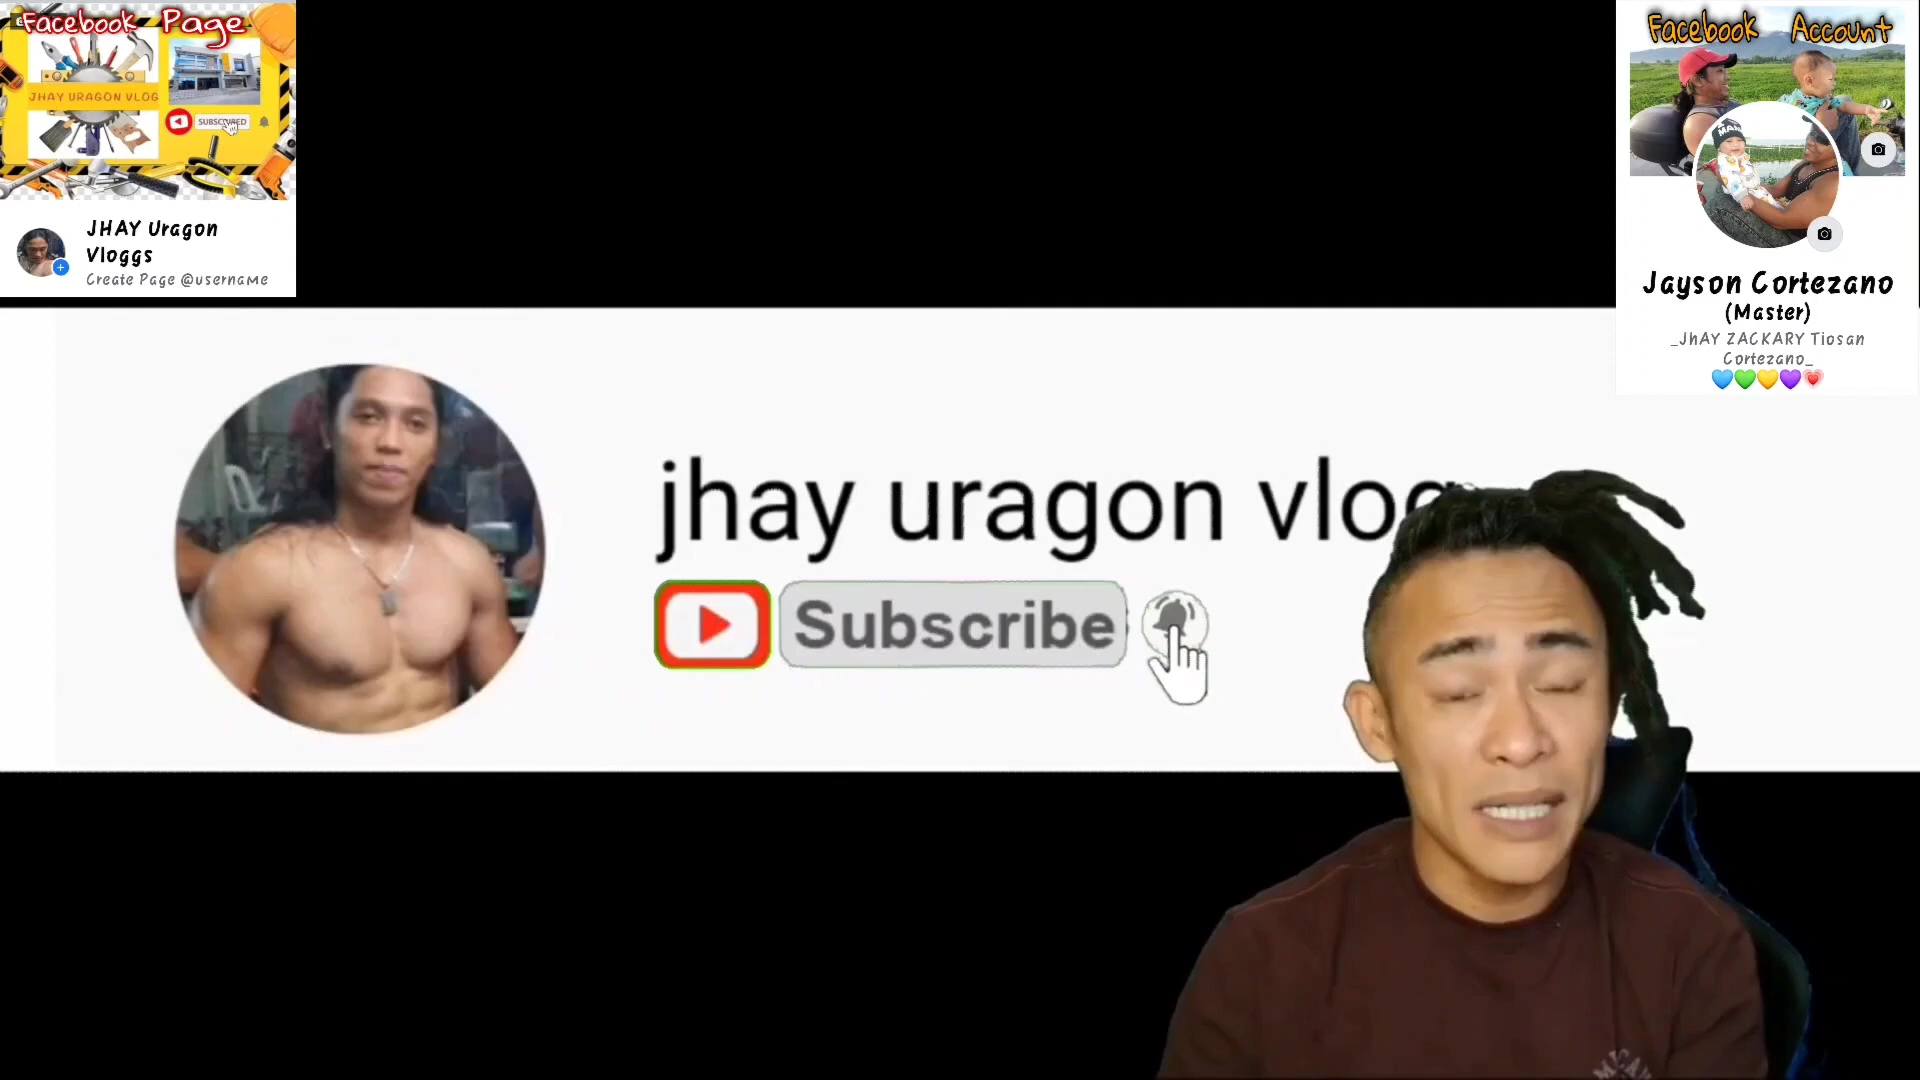 Facebook Page
JHAY URAGON VLOG
SUBSCRIBED
JHAY Uragon
Vloggs
Create Page @username
Facebook Account
Jayson Cortezano
(Master)
_JhAY ZACKARY Tiosan
Cortezano_
jhay uragon vlog
Subscribe